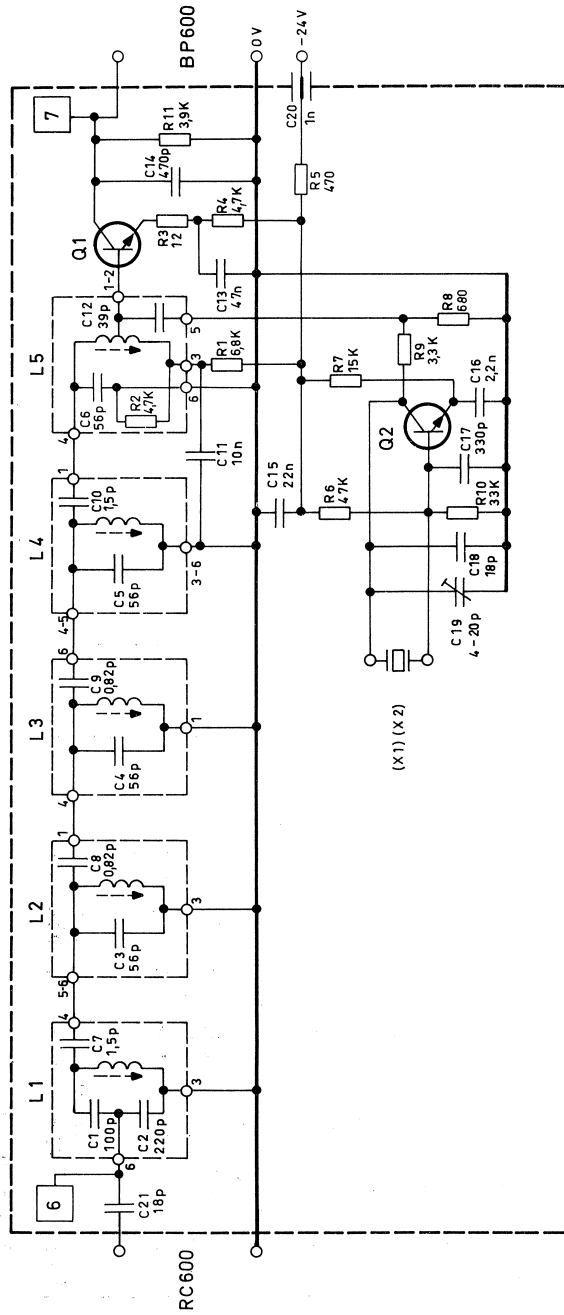 RC600
6
C21
18p
L1
4
C7
1,5p
C1
100p
C2
220p
6
3
L2
5-6
1
C8
0,82p
C3
56p
3
L3
4
6
C9
0,82p
C4
56p
1
L4
4-5
1
C10
1,5p
C5
56p
3-6
L5
4
1-2
C6
56p
C12
39p
R2
4,7K
6
3
5
C11
10n
R1
6,8K
Q1
R3
12
C13
47n
R4
4,7K
C14
470p
R11
3,9K
7
BP600
0V
-24V
C20
1n
R5
470
C15
22n
R6
47K
R7
15K
R9
3,3K
R8
680
Q2
C16
2,2n
C17
330p
R10
33K
C18
18p
C19
4-20p
(X1) (X2)